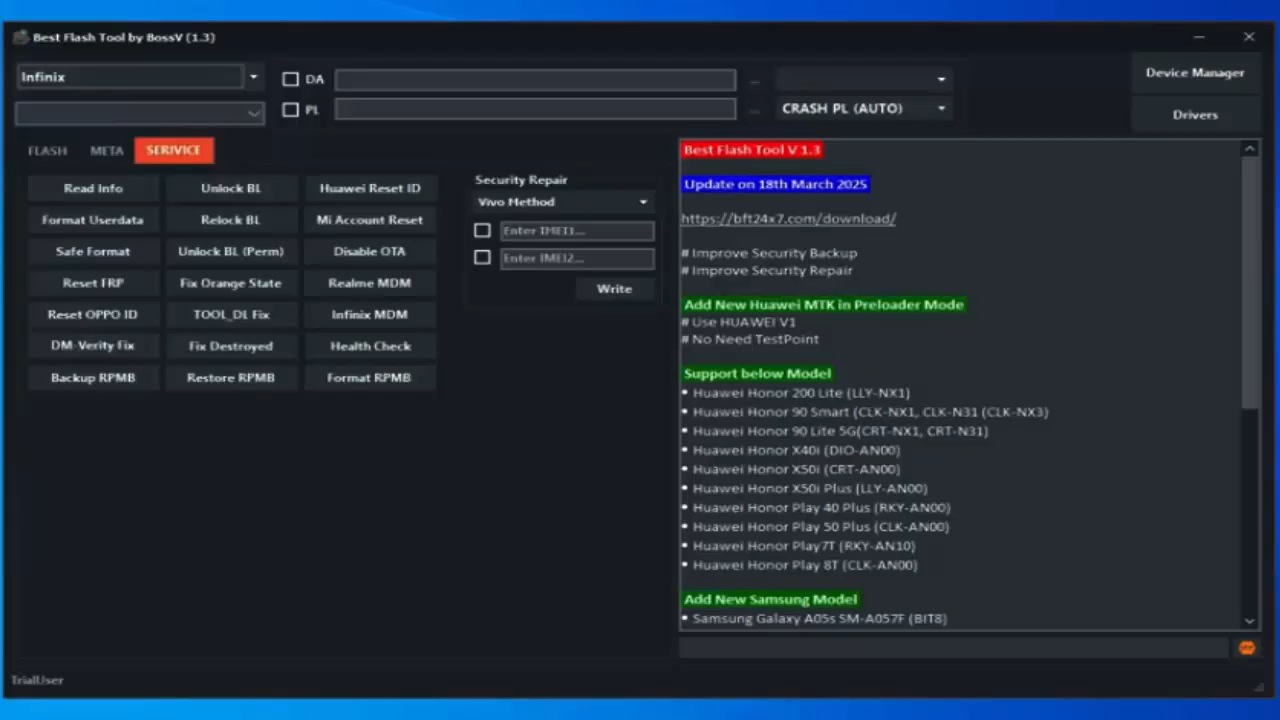 Best Flash Tool by BossV (1.3)
Infinix
DA
...
Device Manager
PL
...
CRASH PL (AUTO)
Drivers
FLASH META SERIVICE
Read Info Unlock BL Huawei Reset ID
Format Userdata Relock BL Mi Account Reset
Safe Format Unlock BL (Perm) Disable OTA
Reset FRP Fix Orange State Realme MDM
Reset OPPO ID TOOL_DL Fix Infinix MDM
DM-Verity Fix Fix Destroyed Health Check
Backup RPMB Restore RPMB Format RPMB
Security Repair
Vivo Method
Enter IMEI1...
Enter IMEI2...
Write
Best Flash Tool V 1.3
Update on 18th March 2025
https://bft24x7.com/download/
# Improve Security Backup
# Improve Security Repair
Add New Huawei MTK in Preloader Mode
# Use HUAWEI V1
# No Need TestPoint
Support below Model
• Huawei Honor 200 Lite (LLY-NX1)
• Huawei Honor 90 Smart (CLK-NX1, CLK-N31 (CLK-NX3)
• Huawei Honor 90 Lite 5G(CRT-NX1, CRT-N31)
• Huawei Honor X40i (DIO-AN00)
• Huawei Honor X50i (CRT-AN00)
• Huawei Honor X50i Plus (LLY-AN00)
• Huawei Honor Play 40 Plus (RKY-AN00)
• Huawei Honor Play 50 Plus (CLK-AN00)
• Huawei Honor Play7T (RKY-AN10)
• Huawei Honor Play 8T (CLK-AN00)
Add New Samsung Model
• Samsung Galaxy A05s SM-A057F (BIT8)
TrialUser